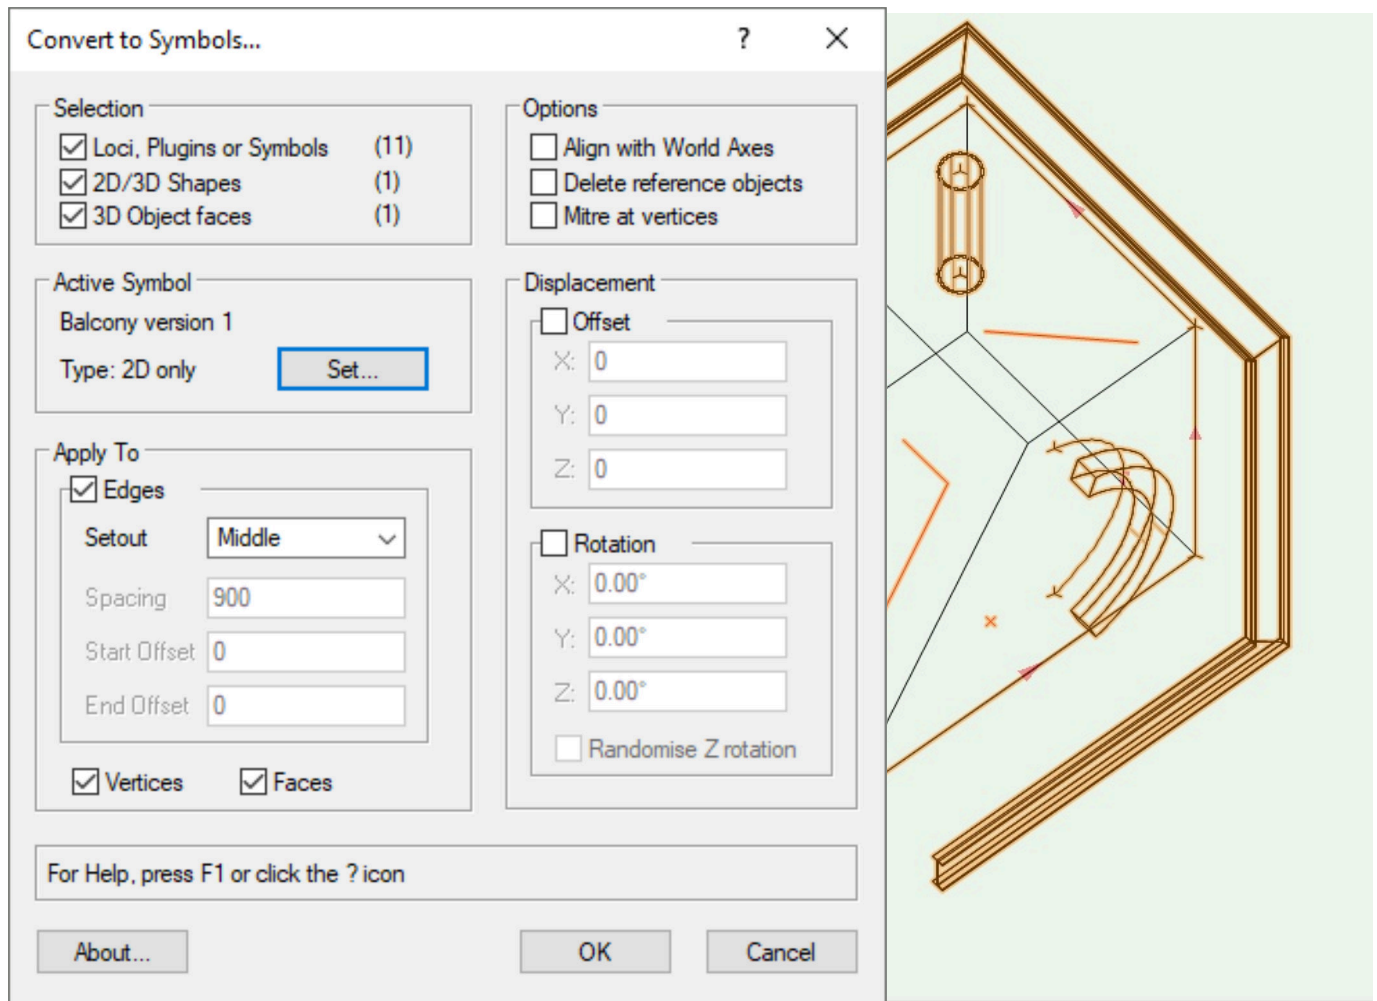 Convert to Symbols... ?
Selection
Loci, Plugins or Symbols (11)
2D/3D Shapes (1)
3D Object faces (1)
Options
Align with World Axes
Delete reference objects
Mitre at vertices
Active Symbol
Balcony version 1
Type: 2D only Set...
Apply To
Edges
Setout Middle
Spacing 900
Start Offset 0
End Offset 0
Vertices Faces
Displacement
Offset
X: 0
Y: 0
Z: 0
Rotation
X: 0.00°
Y: 0.00°
Z: 0.00°
Randomise Z rotation
For Help, press F1 or click the ? icon
About... OK Cancel